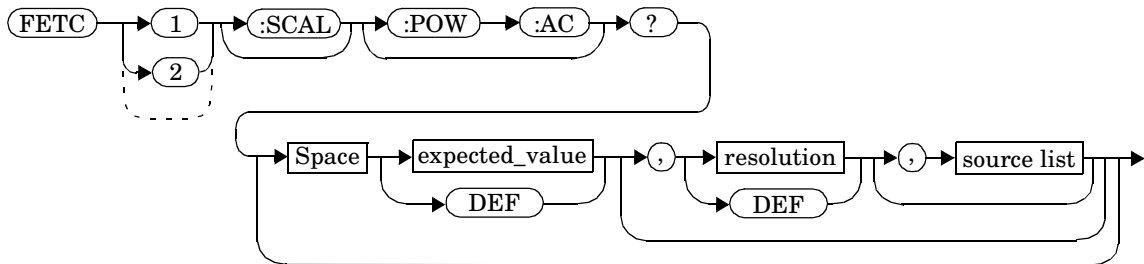 FETC 1 :SCAL :POW :AC ?
2
Space expected_value , resolution , source list
DEF DEF